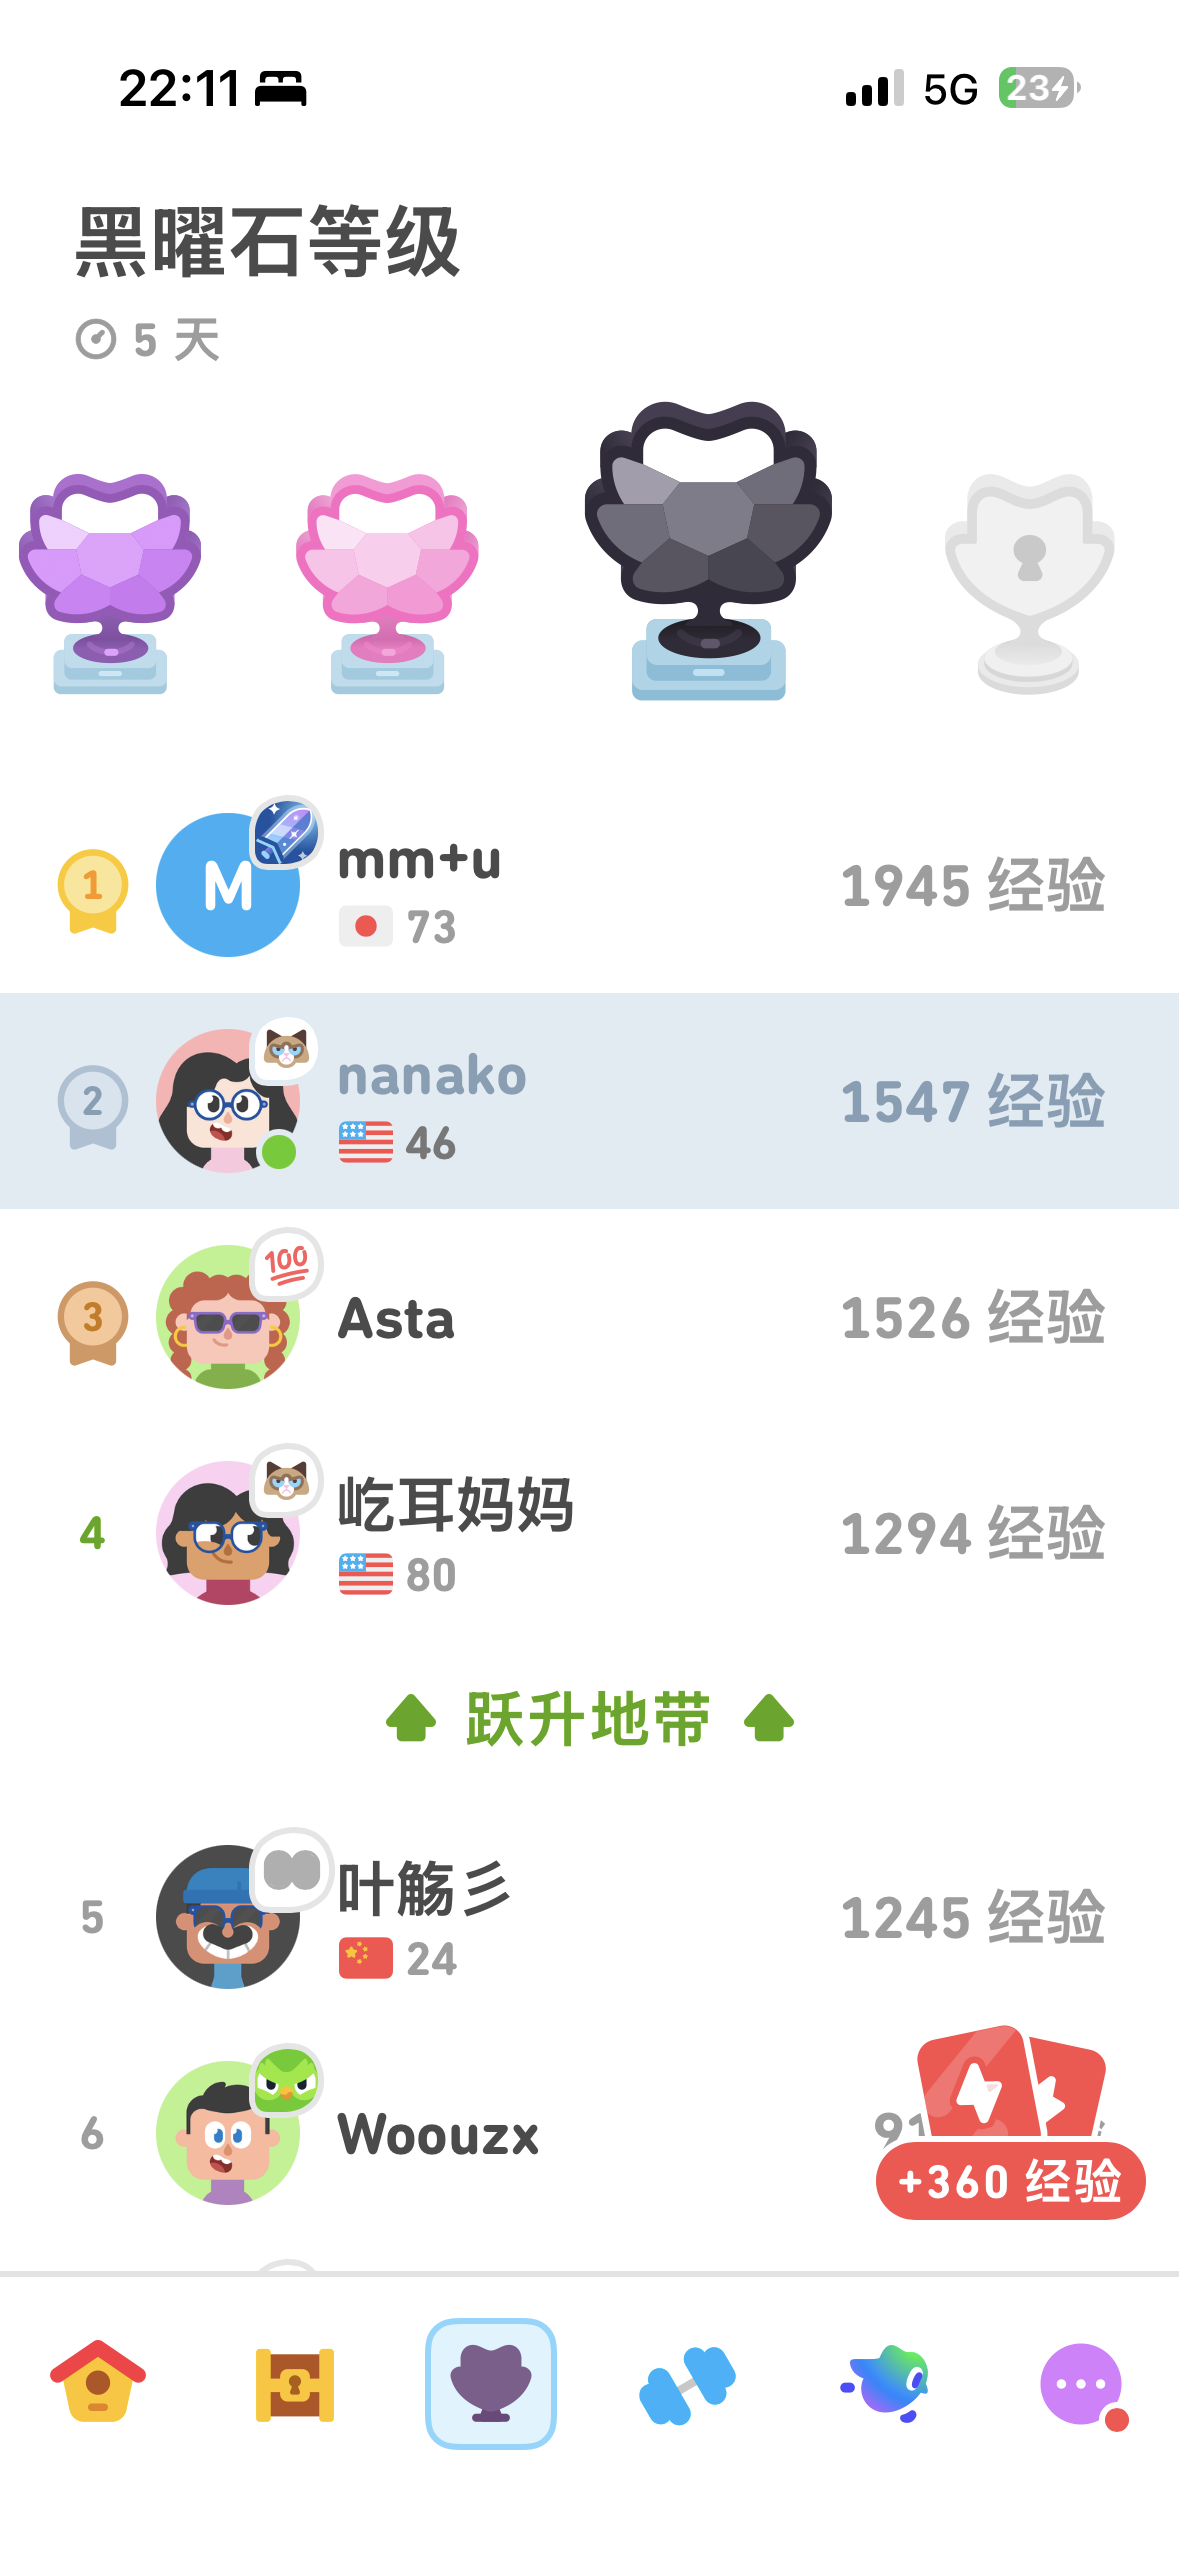 22:11 5G 23
黑曜石等级
5 天
1 M mm+u 1945 经验
73
2 nanako 1547 经验
46
3 100 Asta 1526 经验
4 屹耳妈妈 1294 经验
80
跃升地带
5 叶觞彡 1245 经验
24
6 Woouzx
+360 经验